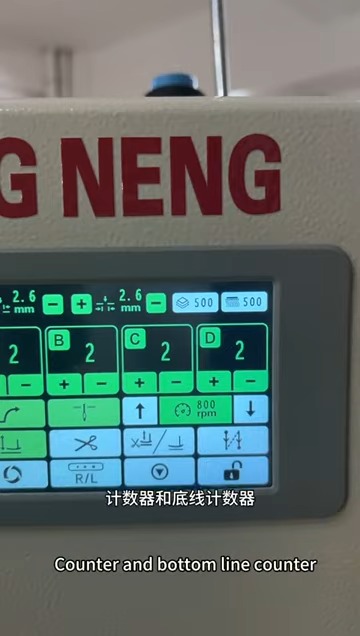 G NENG
2.6 mm − + 2.6 mm − 500 500
B C D
2 2 2 2
− + − + − + −
800 rpm
R/L
计数器和底线计数器
Counter and bottom line counter